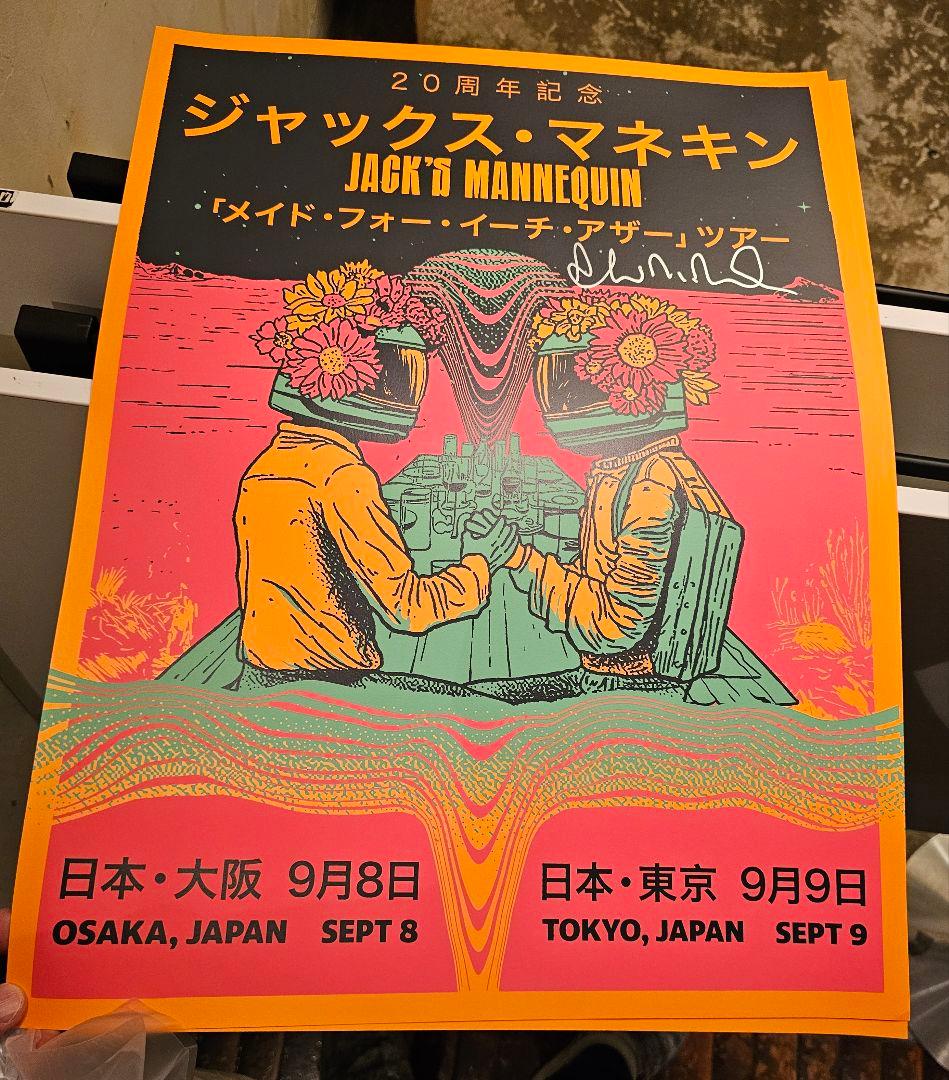 20周年記念
ジャックス・マネキン
JACK'S MANNEQUIN
「メイド・フォー・イーチ・アザー」ツアー
日本・大阪 9月8日
OSAKA, JAPAN SEPT 8
日本・東京 9月9日
TOKYO, JAPAN SEPT 9